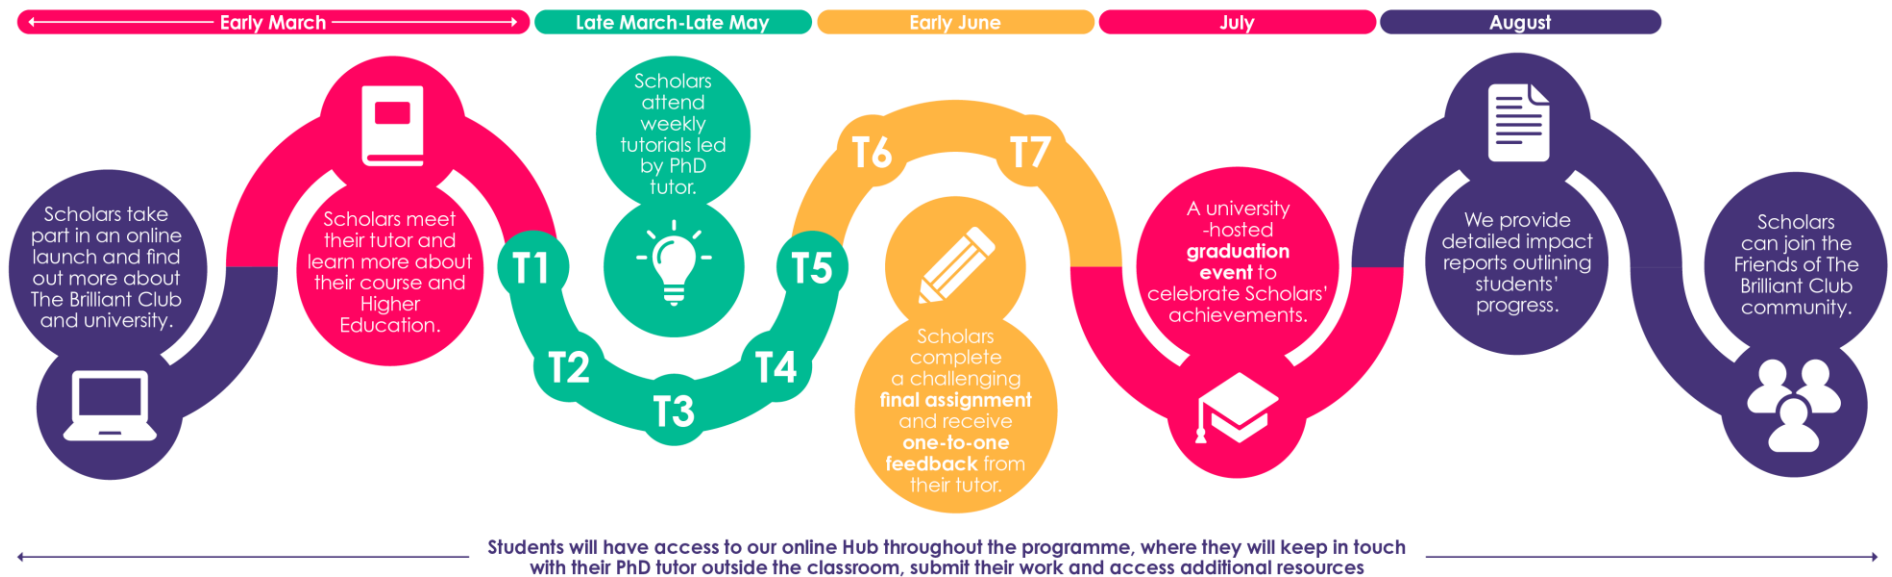 Early March
Late March-Late May
Early June
July
August
Scholars take
part in an online
launch and find
out more about
The Brilliant Club
and university.
Scholars meet
their tutor and
learn more about
their course and
Higher
Education.
T1
T2
T3
T4
T5
Scholars
attend
weekly
tutorials led
by PhD
tutor.
T6
T7
Scholars
complete
a challenging
final assignment
and receive
one-to-one
feedback from
their tutor.
A university
-hosted
graduation
event to
celebrate Scholars’
achievements.
We provide
detailed impact
reports outlining
students’
progress.
Scholars
can join the
Friends of The
Brilliant Club
community.
Students will have access to our online Hub throughout the programme, where they will keep in touch
with their PhD tutor outside the classroom, submit their work and access additional resources